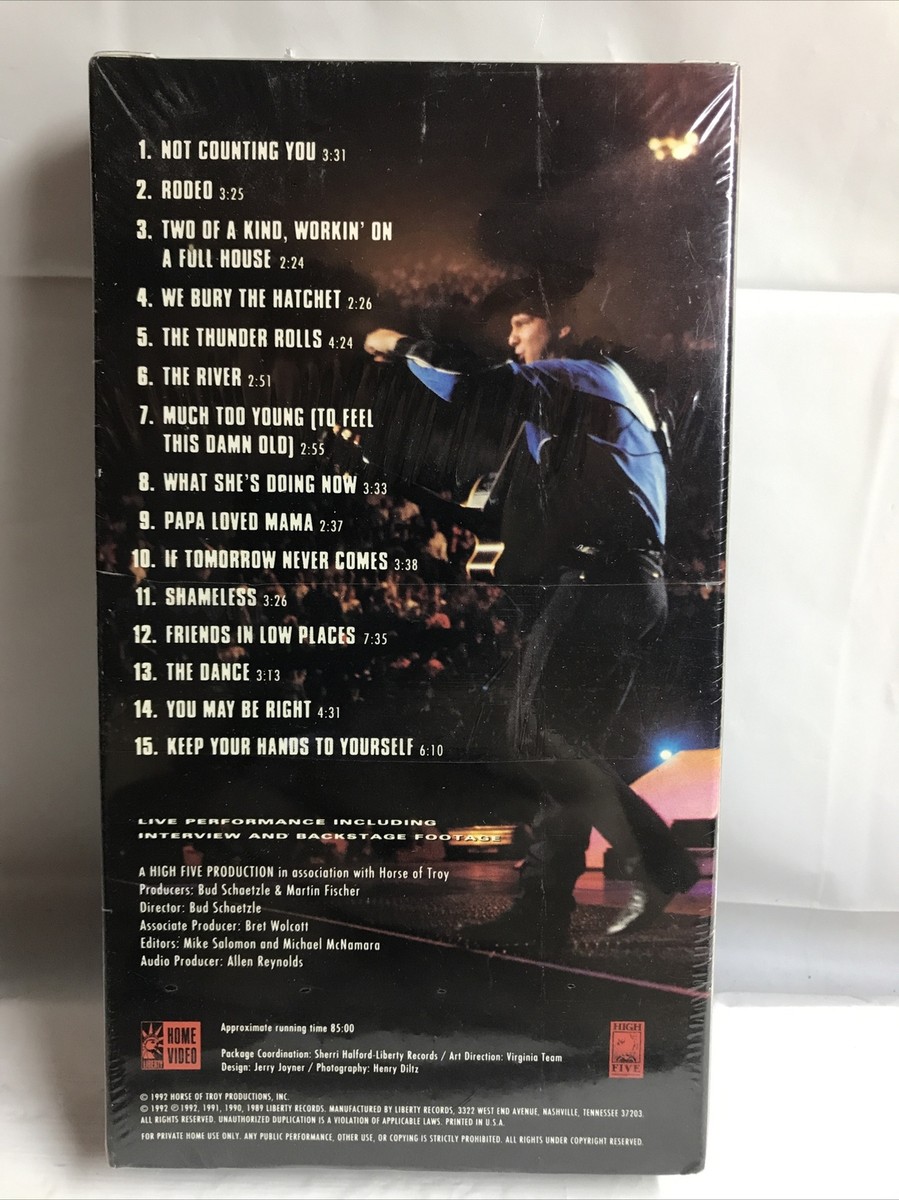 1. NOT COUNTING YOU 3:31
2. RODEO 3:25
3. TWO OF A KIND, WORKIN' ON
A FULL HOUSE 2:24
4. WE BURY THE HATCHET 2:26
5. THE THUNDER ROLLS 4:24
6. THE RIVER 2:51
7. MUCH TOO YOUNG (TO FEEL
THIS DAMN OLD) 2:55
8. WHAT SHE'S DOING NOW 3:33
9. PAPA LOVED MAMA 2:37
10. IF TOMORROW NEVER COMES 3:38
11. SHAMELESS 3:26
12. FRIENDS IN LOW PLACES 7:35
13. THE DANCE 3:13
14. YOU MAY BE RIGHT 4:31
15. KEEP YOUR HANDS TO YOURSELF 6:10
LIVE PERFORMANCE INCLUDING
INTERVIEW AND BACKSTAGE FOOTAGE
A HIGH FIVE PRODUCTION in association with Horse of Troy
Producers: Bud Schaetzle & Martin Fischer
Director: Bud Schaetzle
Associate Producer: Bret Wolcott
Editors: Mike Salomon and Michael McNamara
Audio Producer: Allen Reynolds
LIBERTY
HOME
VIDEO
Approximate running time 85:00
Package Coordination: Sherri Halford-Liberty Records / Art Direction: Virginia Team
Design: Jerry Joyner / Photography: Henry Diltz
HIGH
FIVE
© 1992 HORSE OF TROY PRODUCTIONS, INC.
© 1992 ℗ 1992, 1991, 1990, 1989 LIBERTY RECORDS. MANUFACTURED BY LIBERTY RECORDS, 3322 WEST END AVENUE, NASHVILLE, TENNESSEE 37203.
ALL RIGHTS RESERVED. UNAUTHORIZED DUPLICATION IS A VIOLATION OF APPLICABLE LAWS. PRINTED IN U.S.A.
FOR PRIVATE HOME USE ONLY. ANY PUBLIC PERFORMANCE, OTHER USE, OR COPYING IS STRICTLY PROHIBITED. ALL RIGHTS UNDER COPYRIGHT RESERVED.